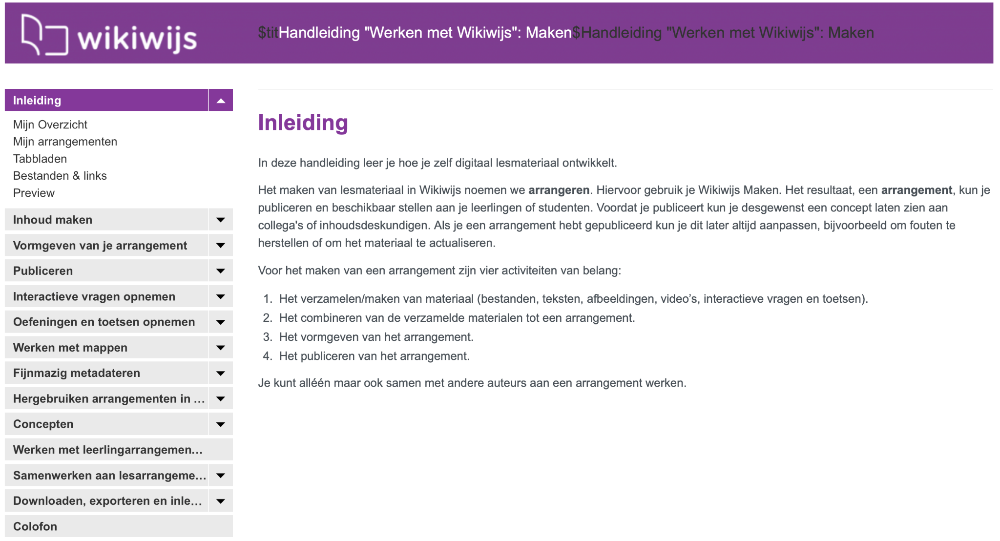 wikiwijs
$titHandleiding "Werken met Wikiwijs": Maken$Handleiding "Werken met Wikiwijs": Maken
Inleiding
Mijn Overzicht
Mijn arrangementen
Tabbladen
Bestanden & links
Preview
Inhoud maken
Vormgeven van je arrangement
Publiceren
Interactieve vragen opnemen
Oefeningen en toetsen opnemen
Werken met mappen
Fijnmazig metadateren
Hergebruiken arrangementen in …
Concepten
Werken met leerlingarrangemen…
Samenwerken aan lesarrangeme…
Downloaden, exporteren en inle…
Colofon
Inleiding
In deze handleiding leer je hoe je zelf digitaal lesmateriaal ontwikkelt.
Het maken van lesmateriaal in Wikiwijs noemen we arrangeren. Hiervoor gebruik je Wikiwijs Maken. Het resultaat, een arrangement, kun je
publiceren en beschikbaar stellen aan je leerlingen of studenten. Voordat je publiceert kun je desgewenst een concept laten zien aan
collega's of inhoudsdeskundigen. Als je een arrangement hebt gepubliceerd kun je dit later altijd aanpassen, bijvoorbeeld om fouten te
herstellen of om het materiaal te actualiseren.
Voor het maken van een arrangement zijn vier activiteiten van belang:
1. Het verzamelen/maken van materiaal (bestanden, teksten, afbeeldingen, video’s, interactieve vragen en toetsen).
2. Het combineren van de verzamelde materialen tot een arrangement.
3. Het vormgeven van het arrangement.
4. Het publiceren van het arrangement.
Je kunt alléén maar ook samen met andere auteurs aan een arrangement werken.